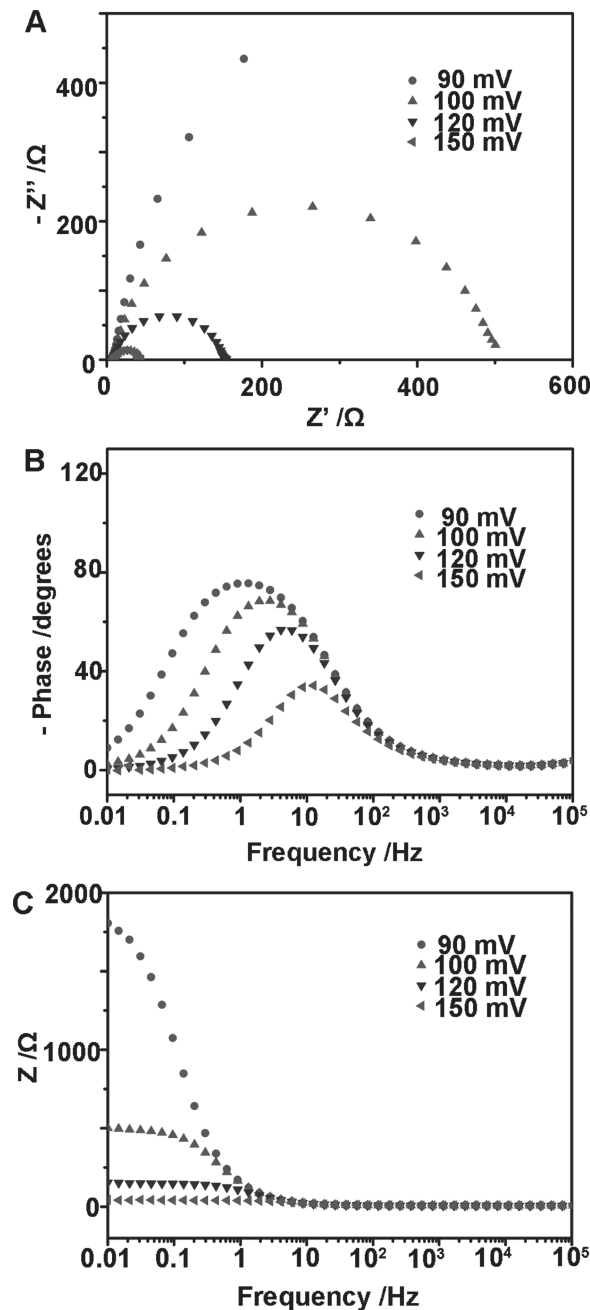 A
- Z'' /Ω
400
200
0
90 mV
100 mV
120 mV
150 mV
0 200 400 600
Z' /Ω
B
- Phase /degrees
120
80
40
0
90 mV
100 mV
120 mV
150 mV
0.01 0.1 1 10 10² 10³ 10⁴ 10⁵
Frequency /Hz
C
Z /Ω
2000
1000
0
90 mV
100 mV
120 mV
150 mV
0.01 0.1 1 10 10² 10³ 10⁴ 10⁵
Frequency /Hz